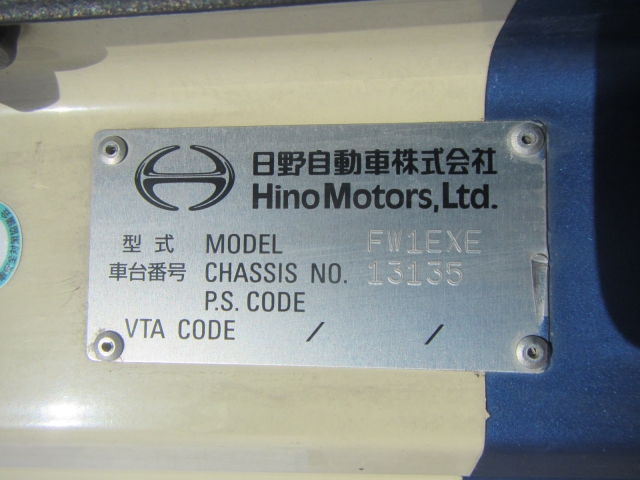 日野自動車株式会社
Hino Motors, Ltd.
型式 MODEL FW1EXE
車台番号 CHASSIS NO. 13135
P.S. CODE
VTA CODE / /